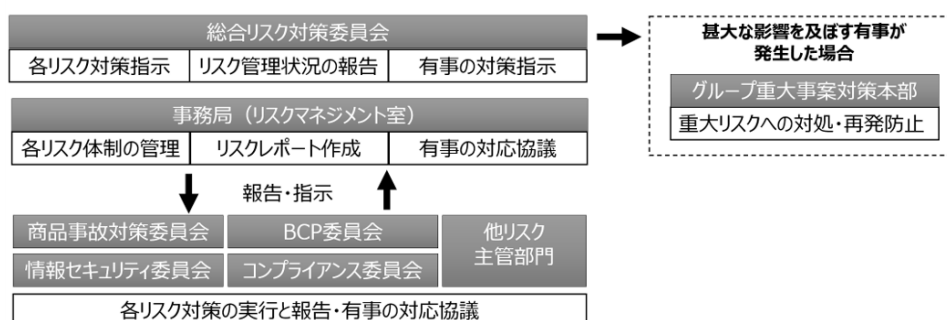 総合リスク対策委員会
各リスク対策指示
リスク管理状況の報告
有事の対策指示
事務局（リスクマネジメント室）
各リスク体制の管理
リスクレポート作成
有事の対応協議
報告・指示
商品事故対策委員会
BCP委員会
他リスク
主管部門
情報セキュリティ委員会
コンプライアンス委員会
各リスク対策の実行と報告・有事の対応協議
甚大な影響を及ぼす有事が
発生した場合
グループ重大事案対策本部
重大リスクへの対処・再発防止